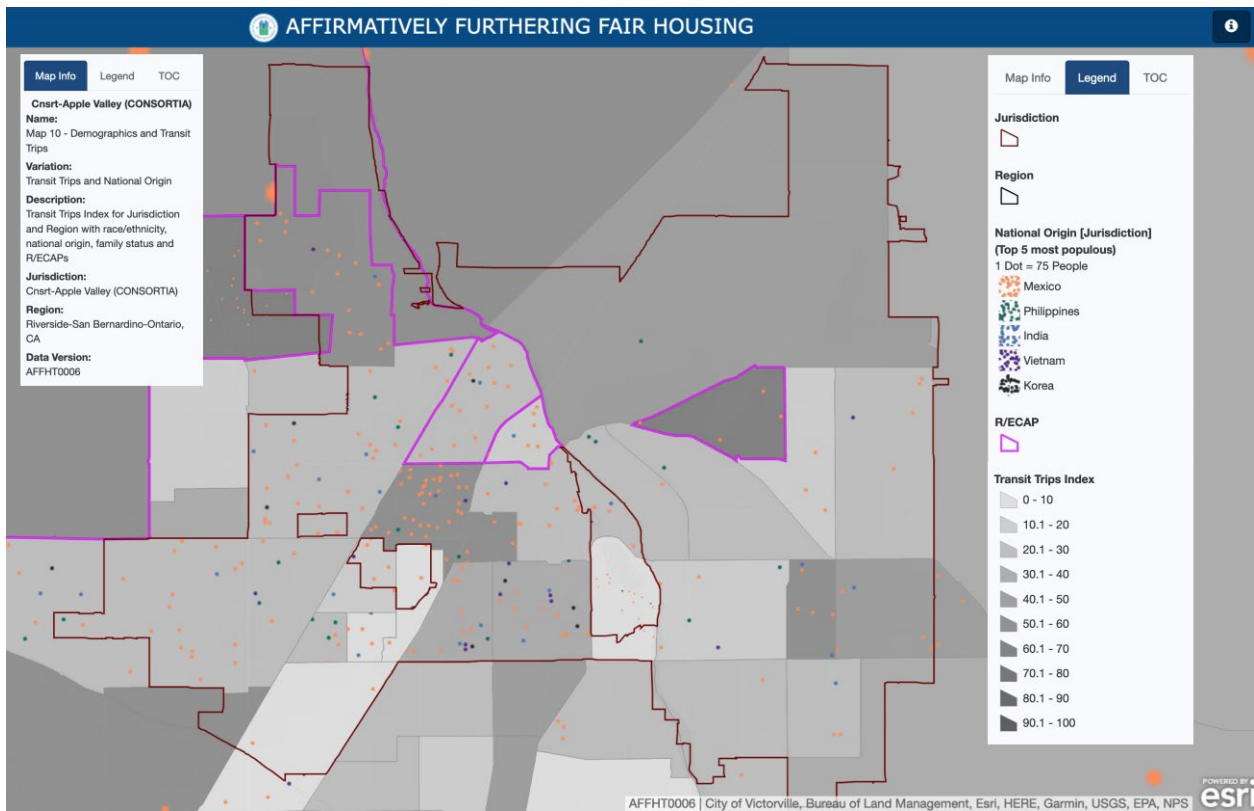 AFFIRMATIVELY FURTHERING FAIR HOUSING
Map Info Legend TOC
Cnsrt-Apple Valley (CONSORTIA)
Name:
Map 10 - Demographics and Transit
Trips
Variation:
Transit Trips and National Origin
Description:
Transit Trips Index for Jurisdiction
and Region with race/ethnicity,
national origin, family status and
R/ECAPs
Jurisdiction:
Cnsrt-Apple Valley (CONSORTIA)
Region:
Riverside-San Bernardino-Ontario,
CA
Data Version:
AFFHT0006
Map Info Legend TOC
Jurisdiction
Region
National Origin [Jurisdiction]
(Top 5 most populous)
1 Dot = 75 People
Mexico
Philippines
India
Vietnam
Korea
R/ECAP
Transit Trips Index
0 - 10
10.1 - 20
20.1 - 30
30.1 - 40
40.1 - 50
50.1 - 60
60.1 - 70
70.1 - 80
80.1 - 90
90.1 - 100
AFFHT0006 | City of Victorville, Bureau of Land Management, Esri, HERE, Garmin, USGS, EPA, NPS
POWERED BY
esri